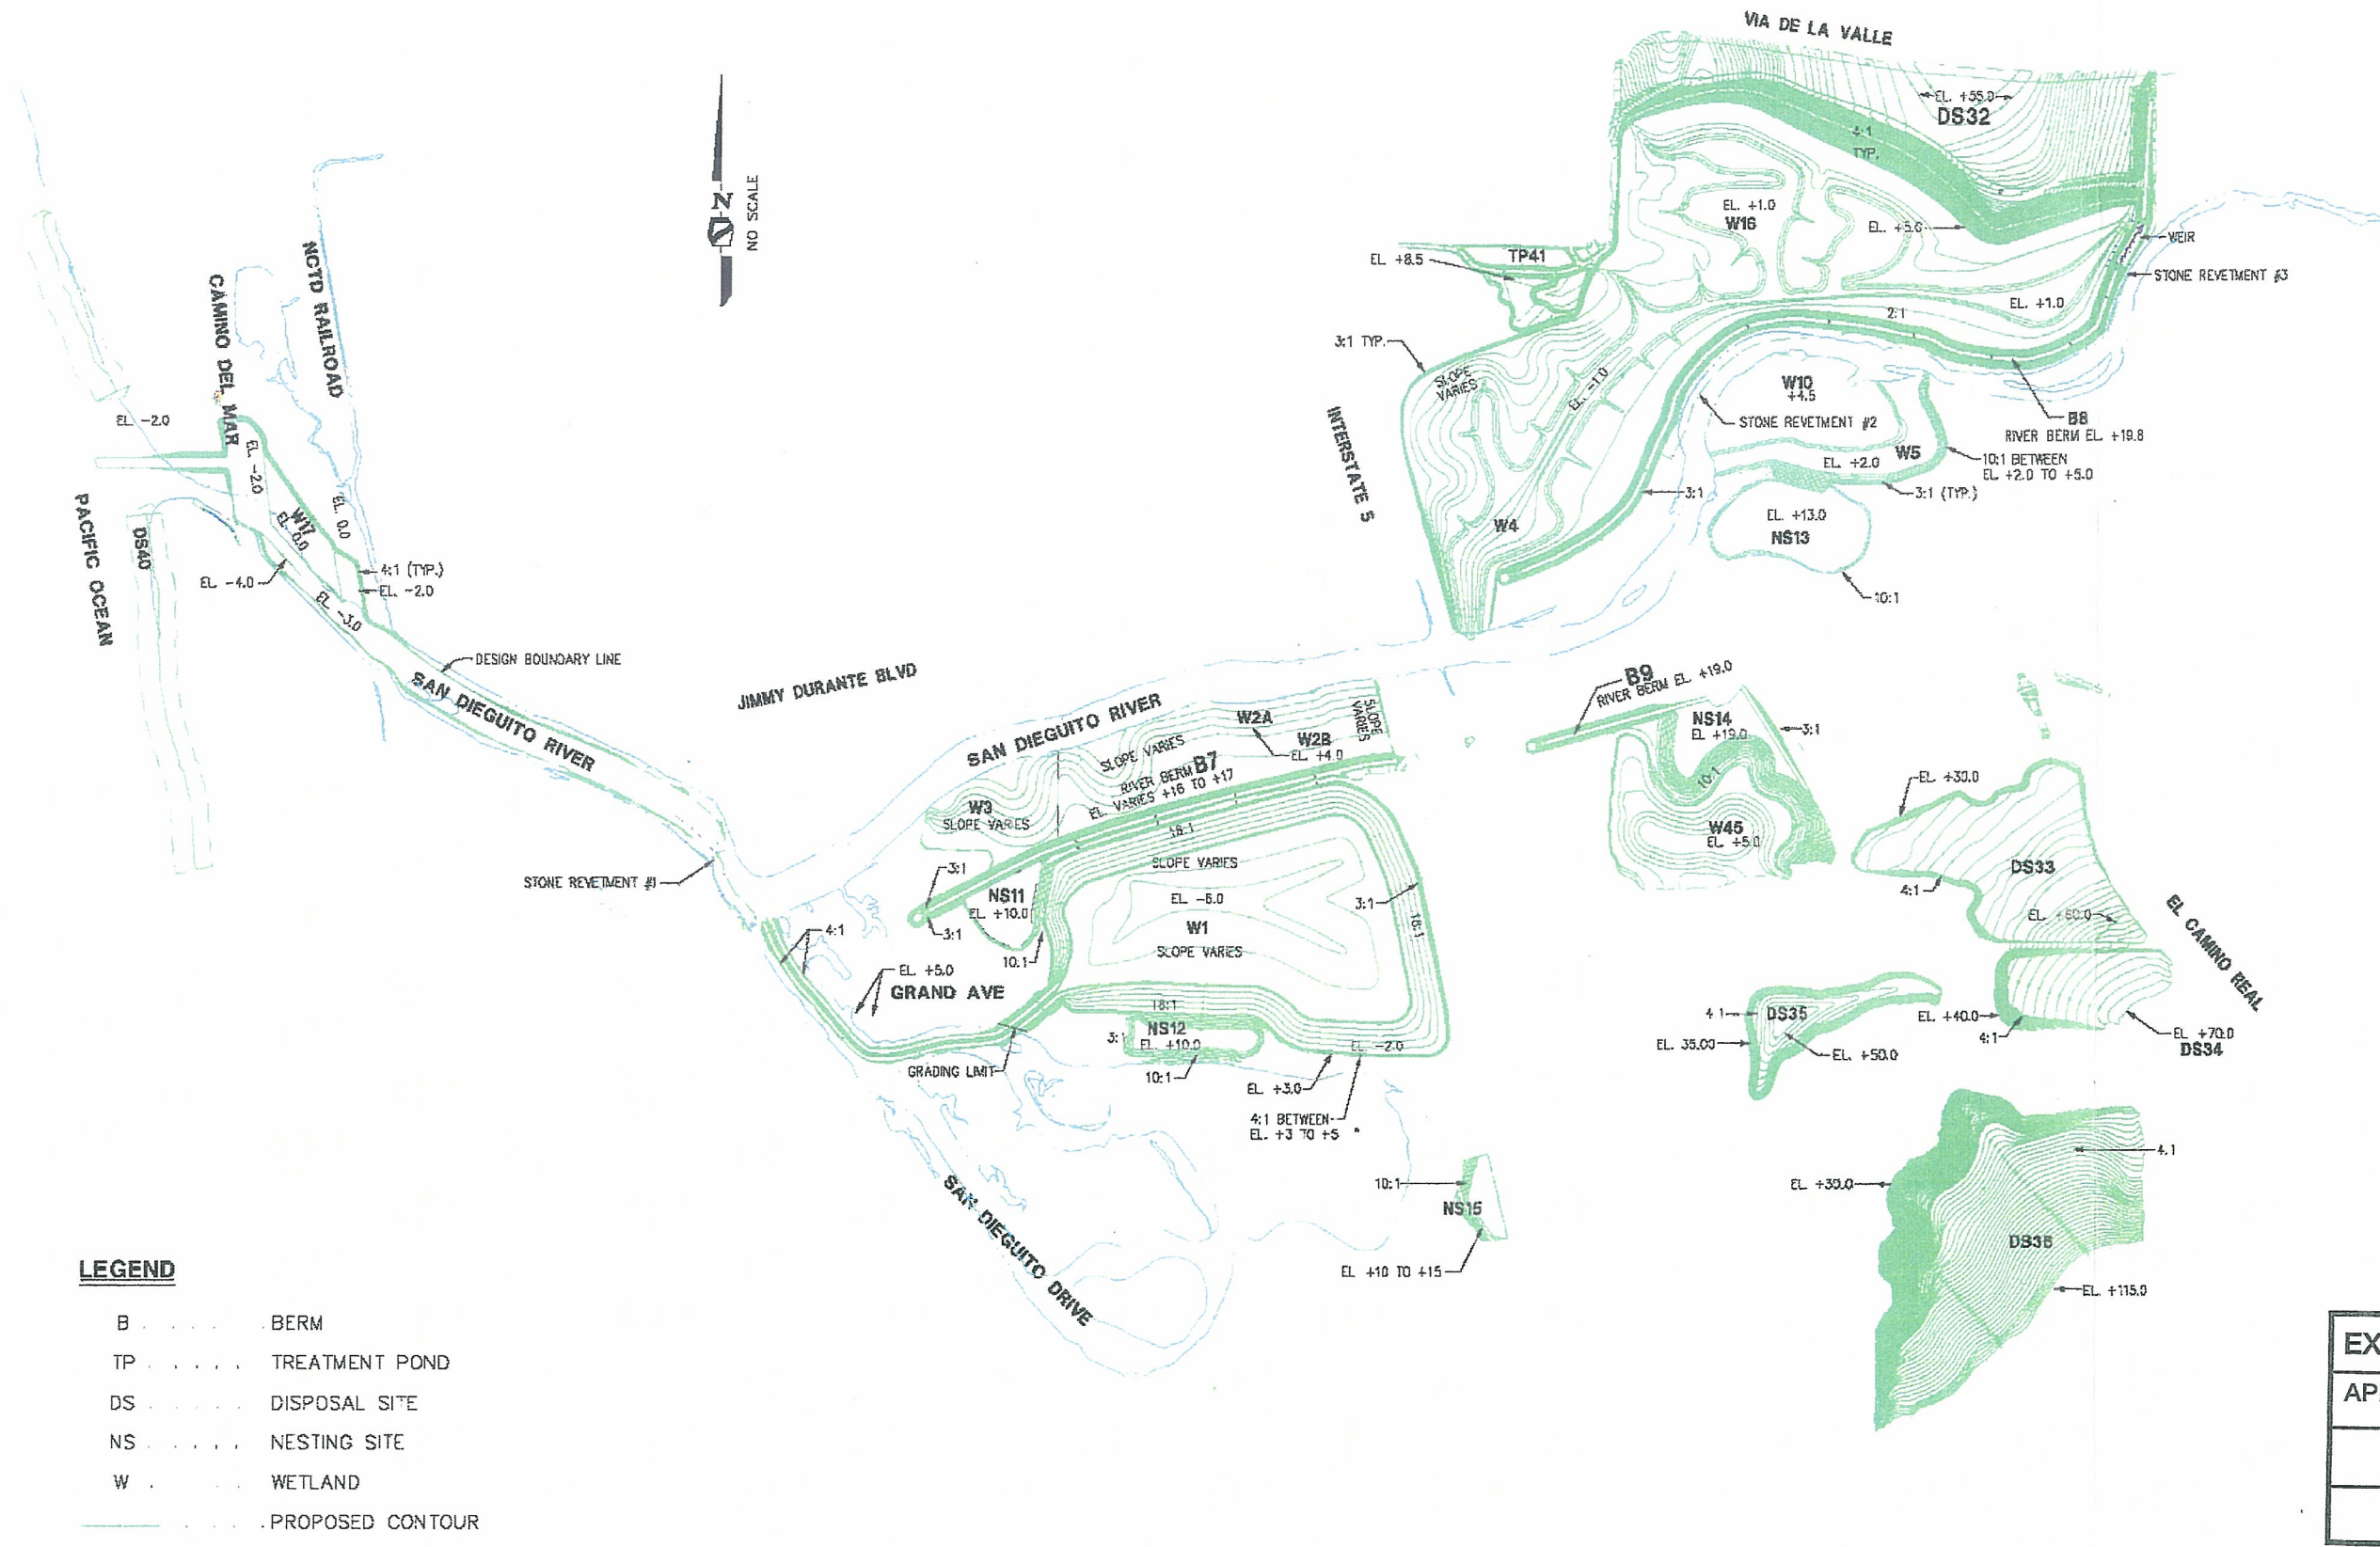 VIA DE LA VALLE
EL. +55.0
DS32
4:1
TYP.
NO SCALE
N
EL. +1.0
W16
EL. +5.6
WEIR
STONE REVETMENT #3
EL. +1.0
2:1
TP41
EL +8.5
3:1 TYP.
SLOPE
VARIES
EL. -1.0
W10
+4.5
STONE REVETMENT #2
B8
RIVER BERM EL. +19.8
W5
EL +2.0
10:1 BETWEEN
EL +2.0 TO +5.0
3:1 (TYP.)
3:1
EL. +13.0
NS13
10:1
W4
INTERSTATE 5
NCTD RAILROAD
CAMINO DEL MAR
EL -2.0
EL -2.0
EL 0.0
W17
EL 0.0
PACIFIC OCEAN
DS40
EL -4.0
4:1 (TYP.)
EL. -2.0
EL -3.0
DESIGN BOUNDARY LINE
SAN DIEGUITO RIVER
JIMMY DURANTE BLVD
SAN DIEGUITO RIVER
W2A
W2B
EL +4.0
SLOPE
VARIES
SLOPE VARIES
RIVER BERM B7
EL VARIES +16 TO +17
W3
SLOPE VARIES
18:1
SLOPE VARIES
EL -6.0
W1
SLOPE VARIES
3:1
18:1
3:1
3:1
NS11
EL +10.0
10:1
STONE REVETMENT #1
4:1
EL +5.0
GRAND AVE
18:1
NS12
EL +10.0
3:1
10:1
EL -2.0
EL +3.0
4:1 BETWEEN
EL. +3 TO +5
GRADING LIMIT
SAN DIEGUITO DRIVE
10:1
NS15
EL +10 TO +15
B9
RIVER BERM EL. +19.0
NS14
EL +19.0
3:1
10:1
W45
EL +5.0
EL +30.0
DS33
4:1
EL +60.0
EL CAMINO REAL
4:1
DS35
EL. 35.00
EL. +50.0
EL +40.0
4:1
EL +70.0
DS34
4:1
EL +35.0
DS36
EL +115.0
LEGEND
B . . . . . BERM
TP . . . . . TREATMENT POND
DS . . . . . DISPOSAL SITE
NS . . . . . NESTING SITE
W . . . WETLAND
. . . . . PROPOSED CONTOUR
EX
AP